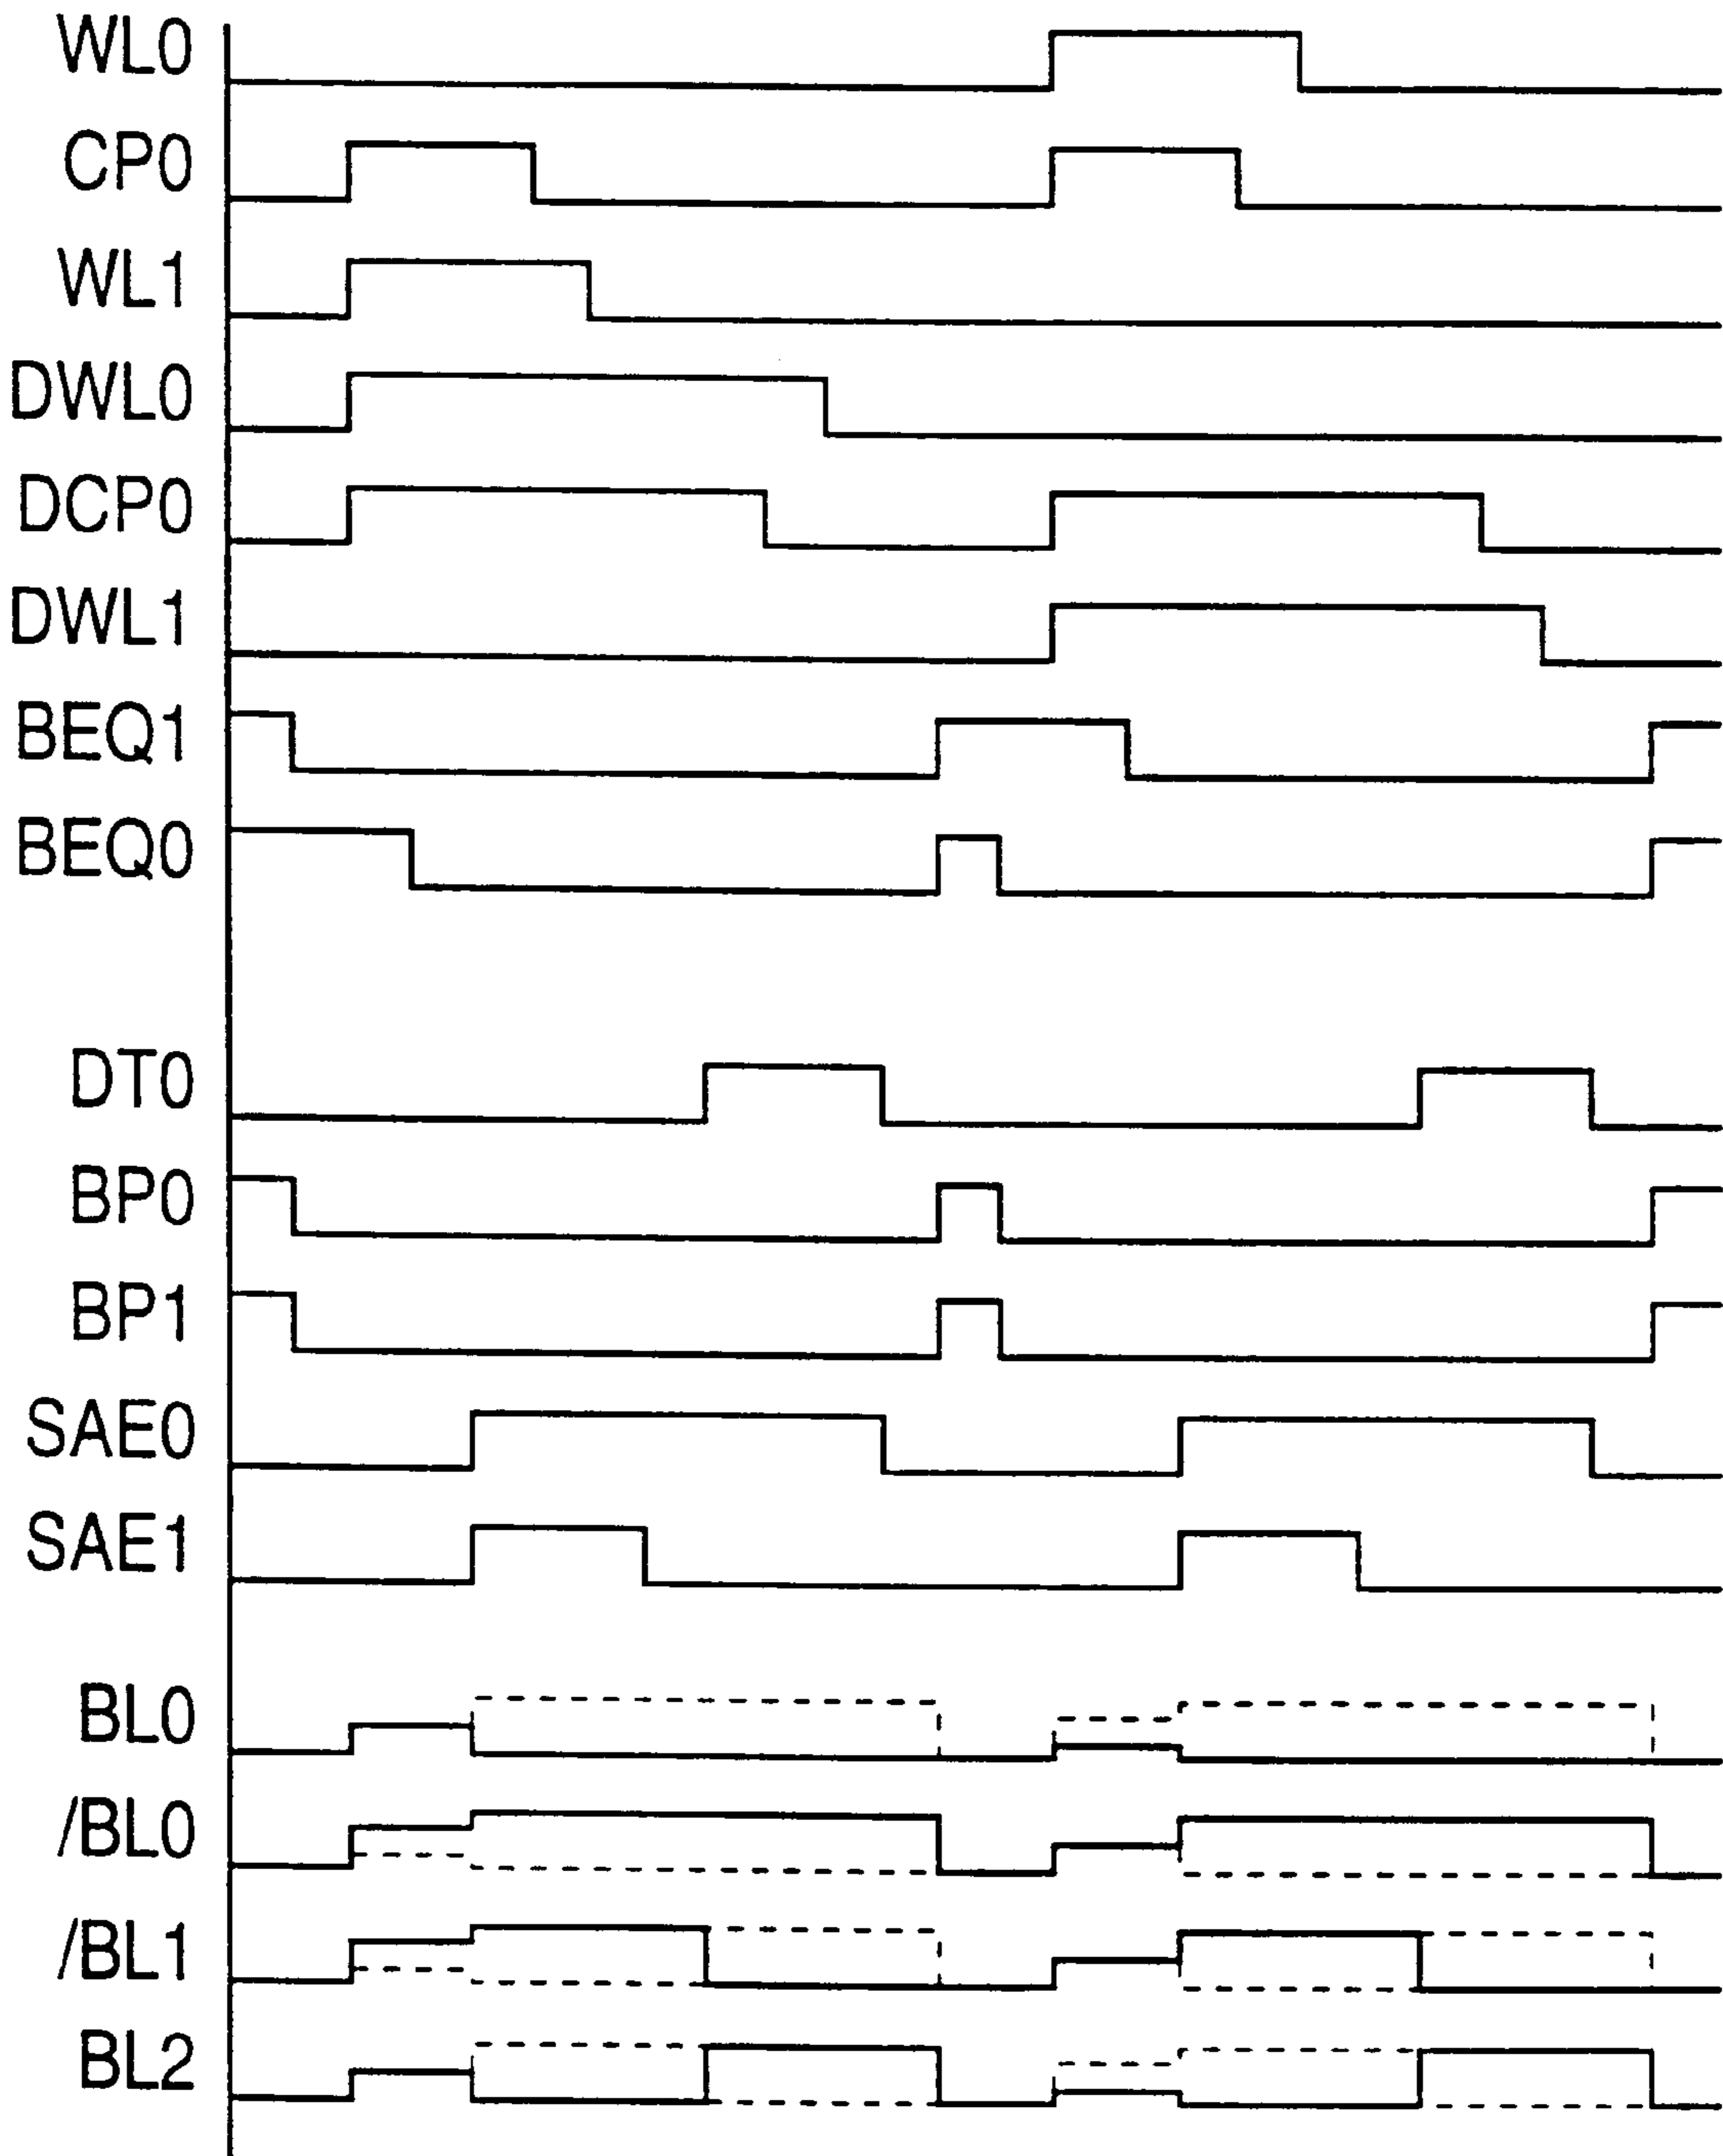 WL0
CP0
WL1
DWL0
DCP0
DWL1
BEQ1
BEQ0
DT0
BP0
BP1
SAE0
SAE1
BL0
/BL0
/BL1
BL2